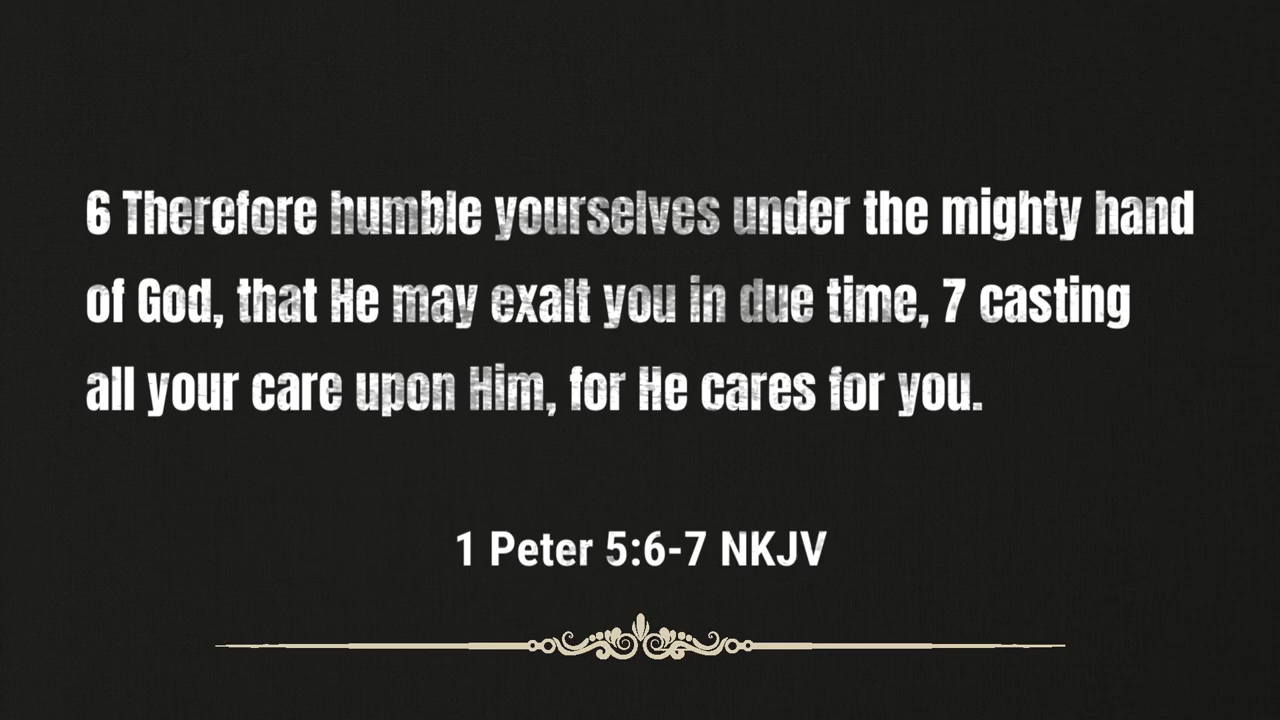 6 Therefore humble yourselves under the mighty hand
of God, that He may exalt you in due time, 7 casting
all your care upon Him, for He cares for you.
1 Peter 5:6-7 NKJV